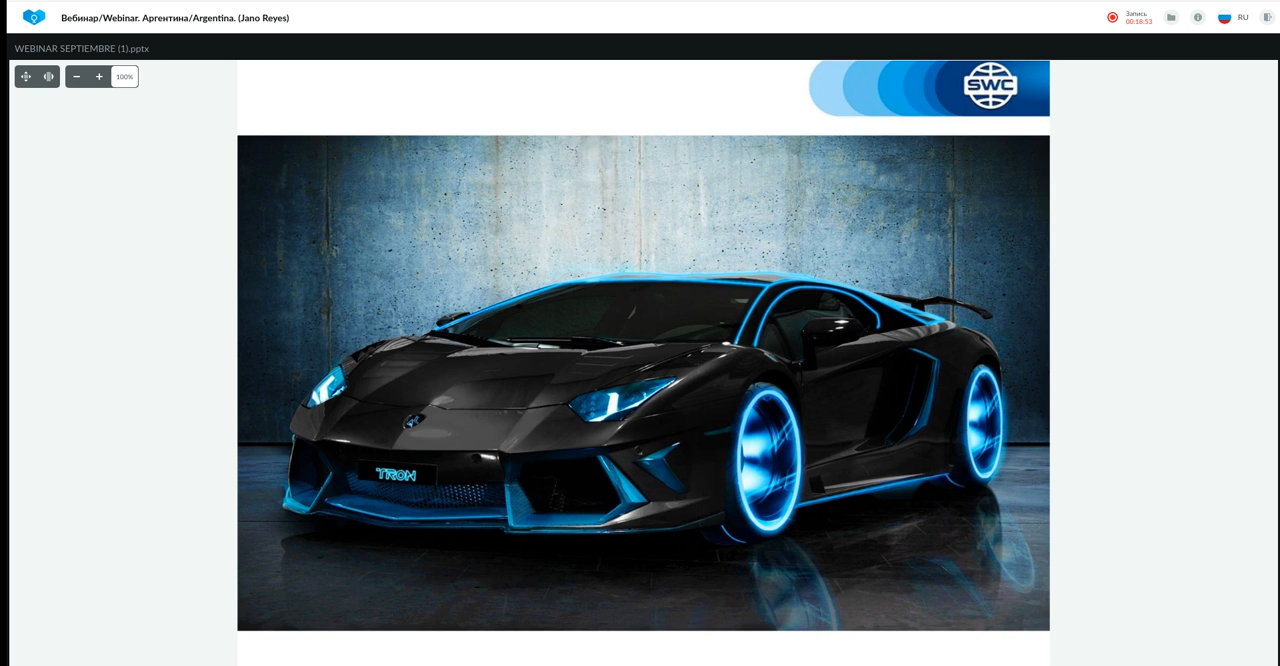 Вебинар/Webinar. Аргентина/Argentina. (Jano Reyes)
Запись
00:18:53
RU
WEBINAR SEPTIEMBRE (1).pptx
100%
SWC
TRON